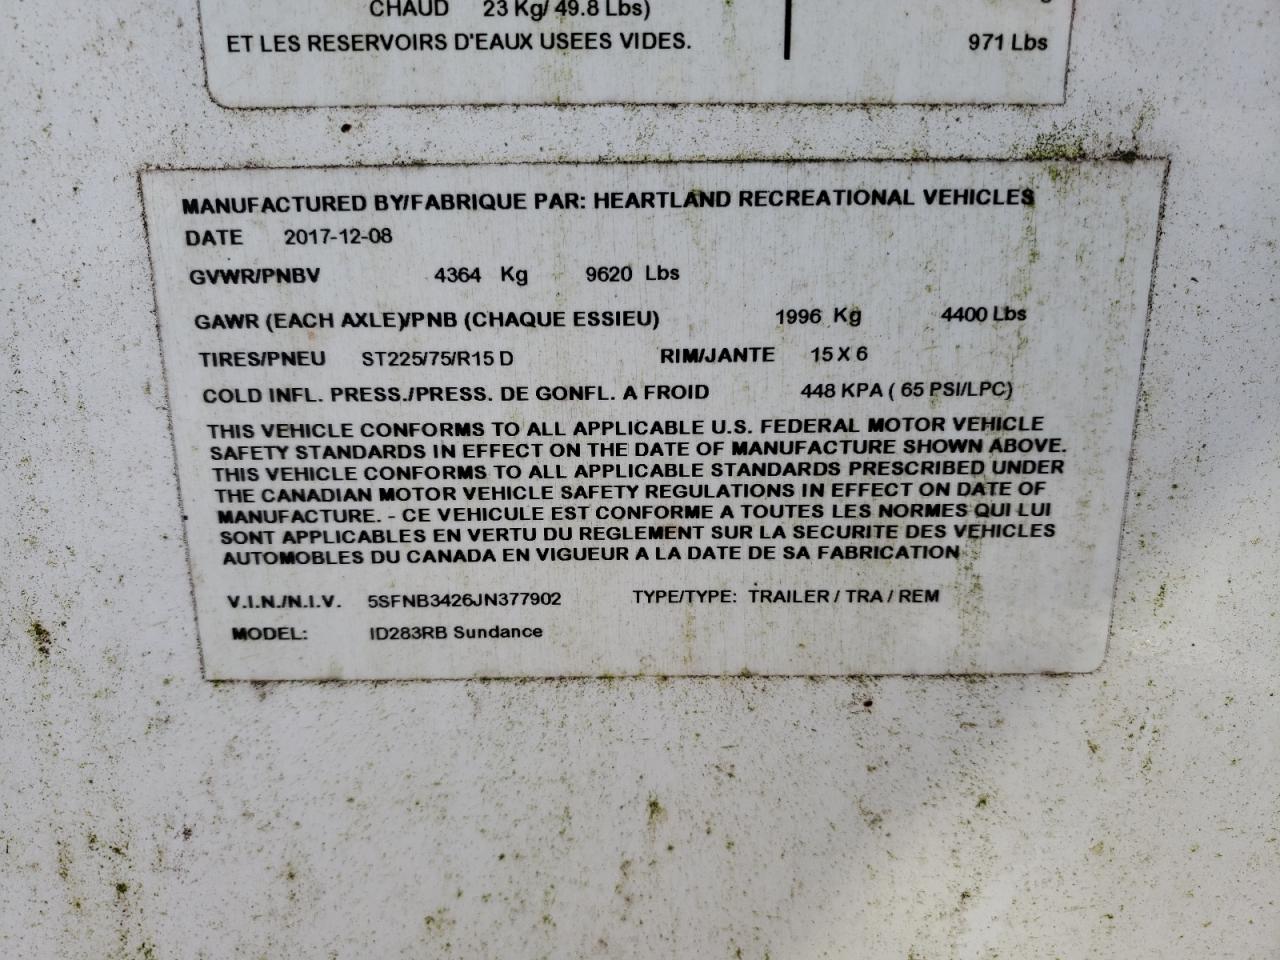 CHAUD 23 Kg/ 49.8 Lbs)
ET LES RESERVOIRS D'EAUX USEES VIDES. 971 Lbs
MANUFACTURED BY/FABRIQUE PAR: HEARTLAND RECREATIONAL VEHICLES
DATE 2017-12-08
GVWR/PNBV 4364 Kg 9620 Lbs
GAWR (EACH AXLE)/PNB (CHAQUE ESSIEU) 1996 Kg 4400 Lbs
TIRES/PNEU ST225/75/R15 D RIM/JANTE 15 X 6
COLD INFL. PRESS./PRESS. DE GONFL. A FROID 448 KPA ( 65 PSI/LPC)
THIS VEHICLE CONFORMS TO ALL APPLICABLE U.S. FEDERAL MOTOR VEHICLE
SAFETY STANDARDS IN EFFECT ON THE DATE OF MANUFACTURE SHOWN ABOVE.
THIS VEHICLE CONFORMS TO ALL APPLICABLE STANDARDS PRESCRIBED UNDER
THE CANADIAN MOTOR VEHICLE SAFETY REGULATIONS IN EFFECT ON DATE OF
MANUFACTURE. - CE VEHICULE EST CONFORME A TOUTES LES NORMES QUI LUI
SONT APPLICABLES EN VERTU DU REGLEMENT SUR LA SECURITE DES VEHICLES
AUTOMOBLES DU CANADA EN VIGUEUR A LA DATE DE SA FABRICATION
V.I.N./N.I.V. 5SFNB3426JN377902 TYPE/TYPE: TRAILER / TRA / REM
MODEL: ID283RB Sundance